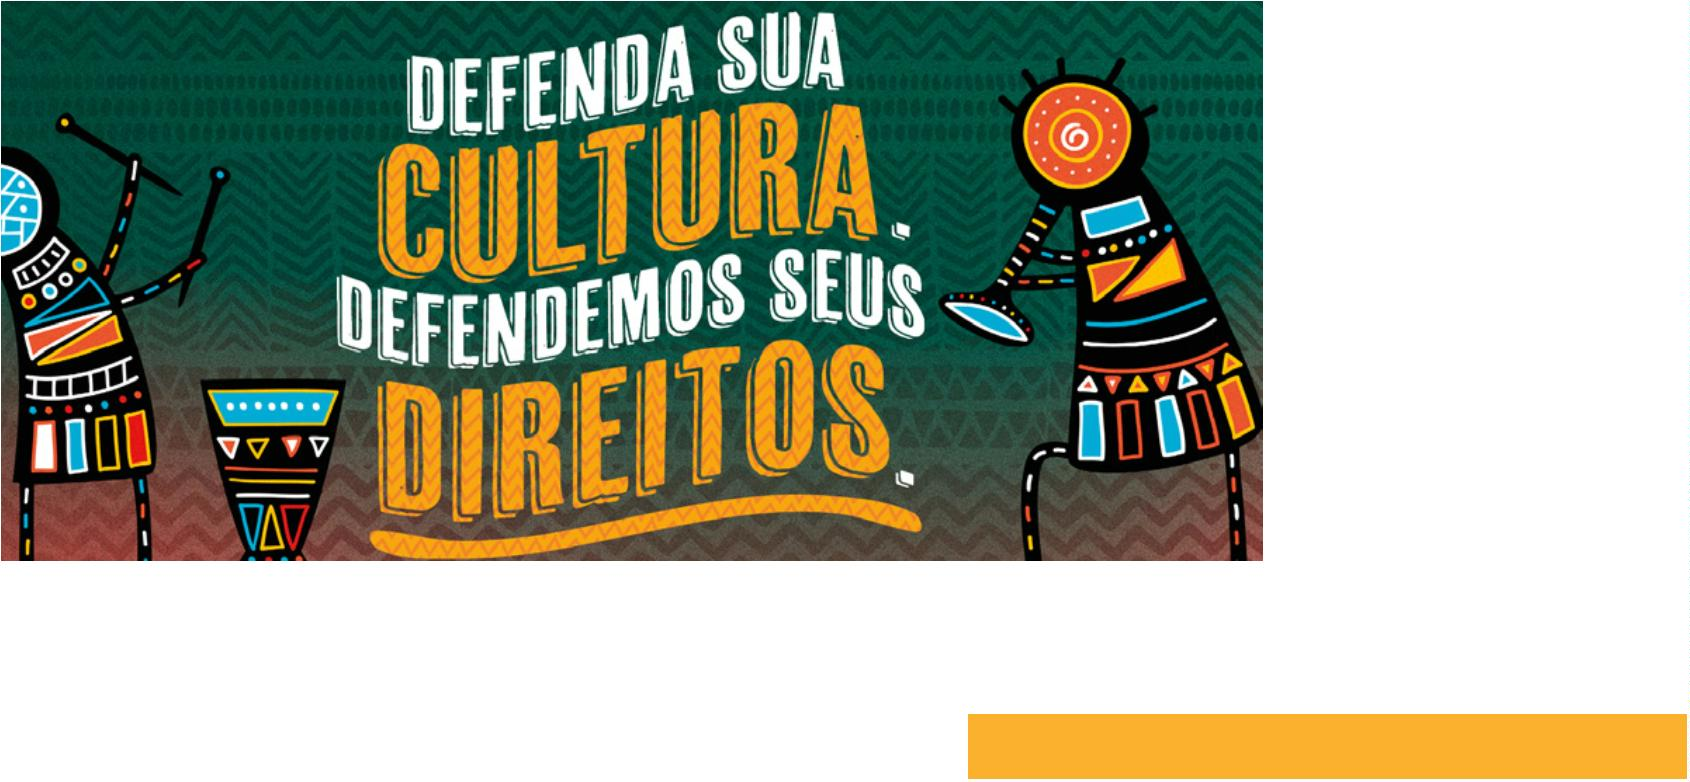 DEFENDA SUA
CULTURA.
DEFENDEMOS SEUS
DIREITOS.